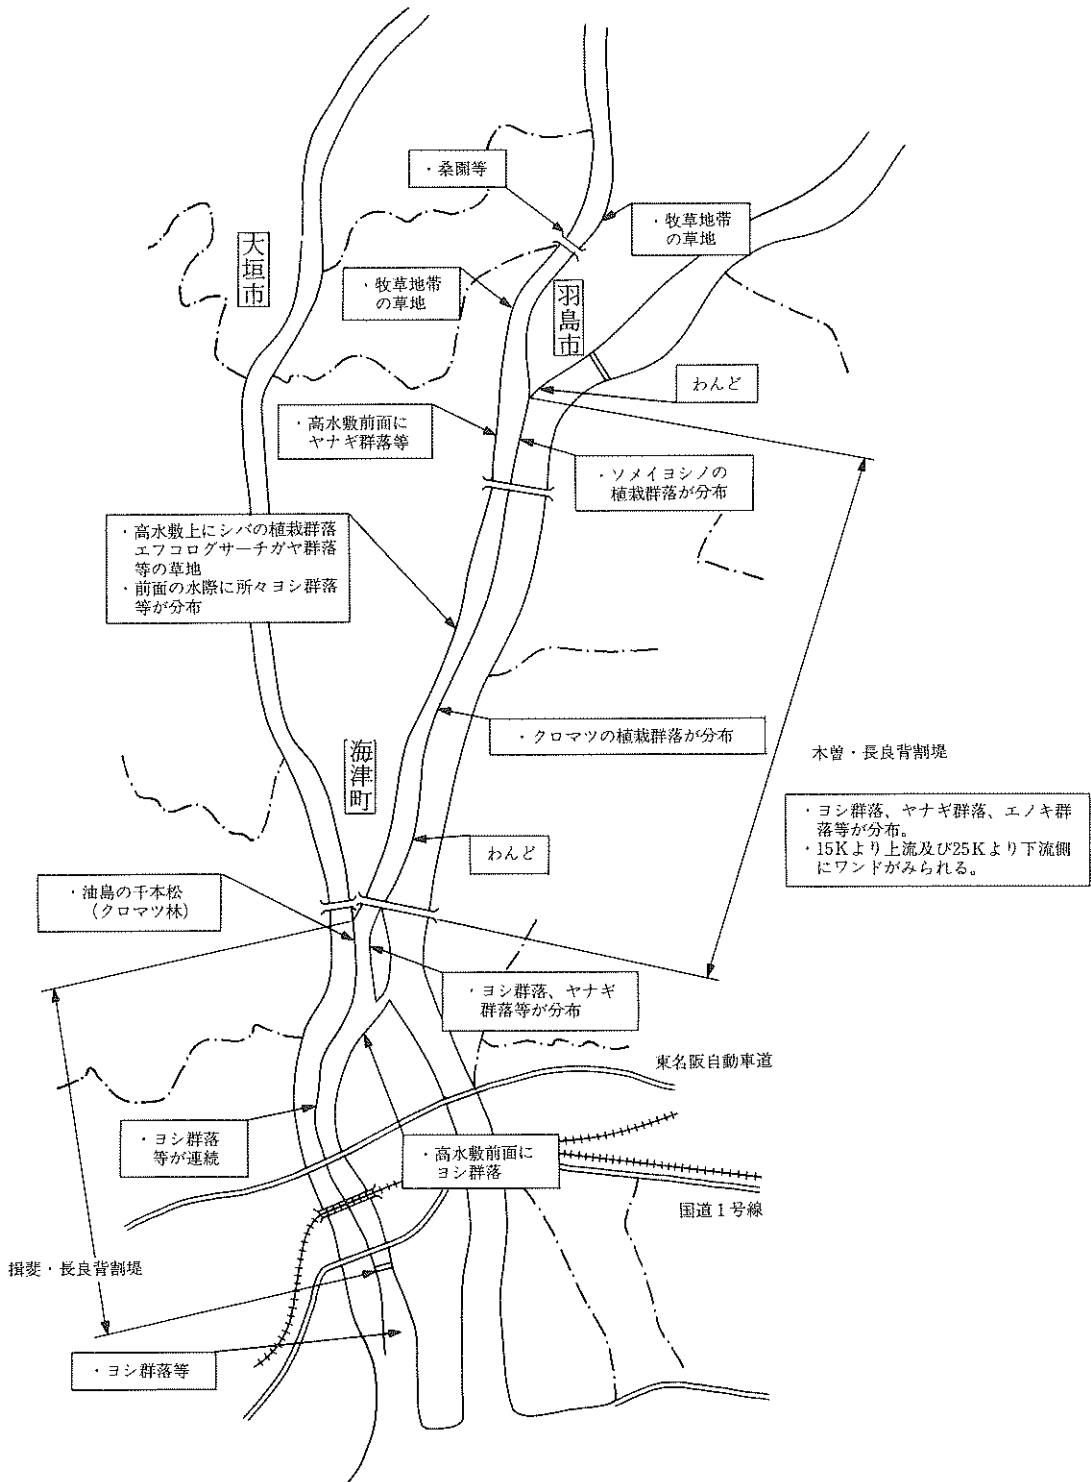 ・桑園等
・牧草地帯
の草地
大垣市
・牧草地帯
の草地
羽島市
わんど
・高水敷前面に
ヤナギ群落等
・ソメイヨシノの
植栽群落が分布
・高水敷上にシバの植栽群落
エフコログサーチガヤ群落
等の草地
・前面の水際に所々ヨシ群落
等が分布
・クロマツの植栽群落が分布
海津町
木曽・長良背割堤
・ヨシ群落、ヤナギ群落、エノキ群
落等が分布。
・15Kより上流及び25Kより下流側
にワンドがみられる。
わんど
・油島の千本松
（クロマツ林）
・ヨシ群落、ヤナギ
群落等が分布
東名阪自動車道
・ヨシ群落
等が連続
・高水敷前面に
ヨシ群落
国道1号線
揖斐・長良背割堤
・ヨシ群落等